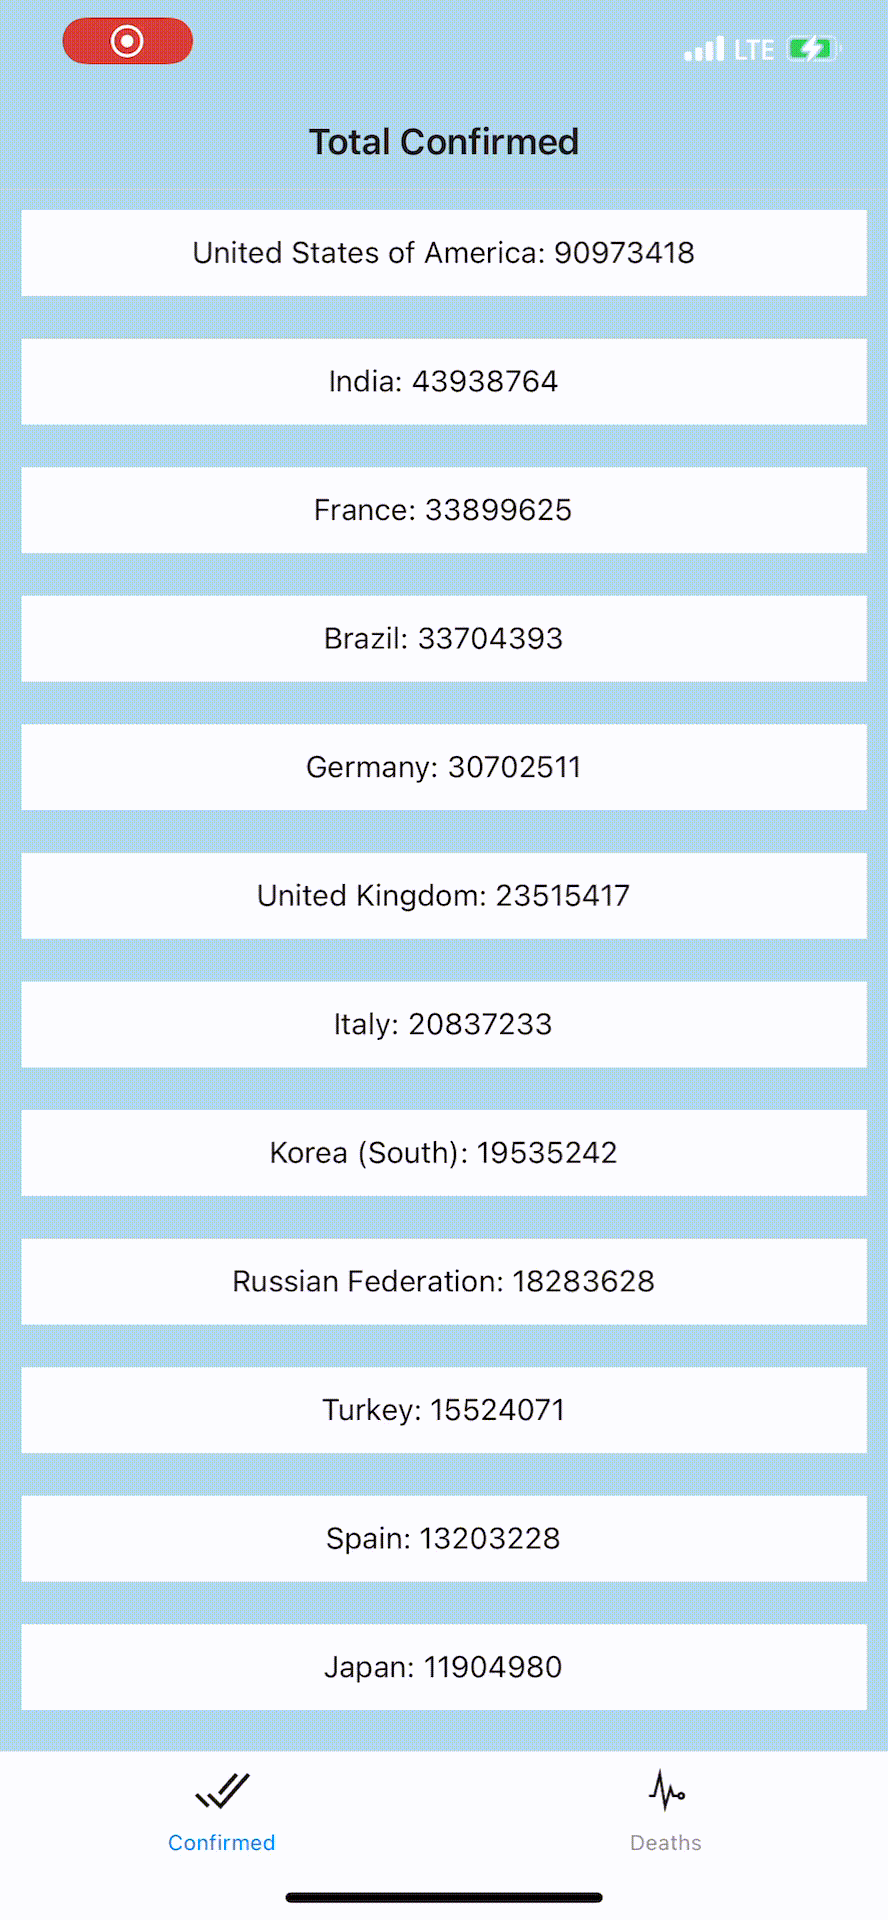 LTE
Total Confirmed
United States of America: 90973418
India: 43938764
France: 33899625
Brazil: 33704393
Germany: 30702511
United Kingdom: 23515417
Italy: 20837233
Korea (South): 19535242
Russian Federation: 18283628
Turkey: 15524071
Spain: 13203228
Japan: 11904980
Confirmed
Deaths